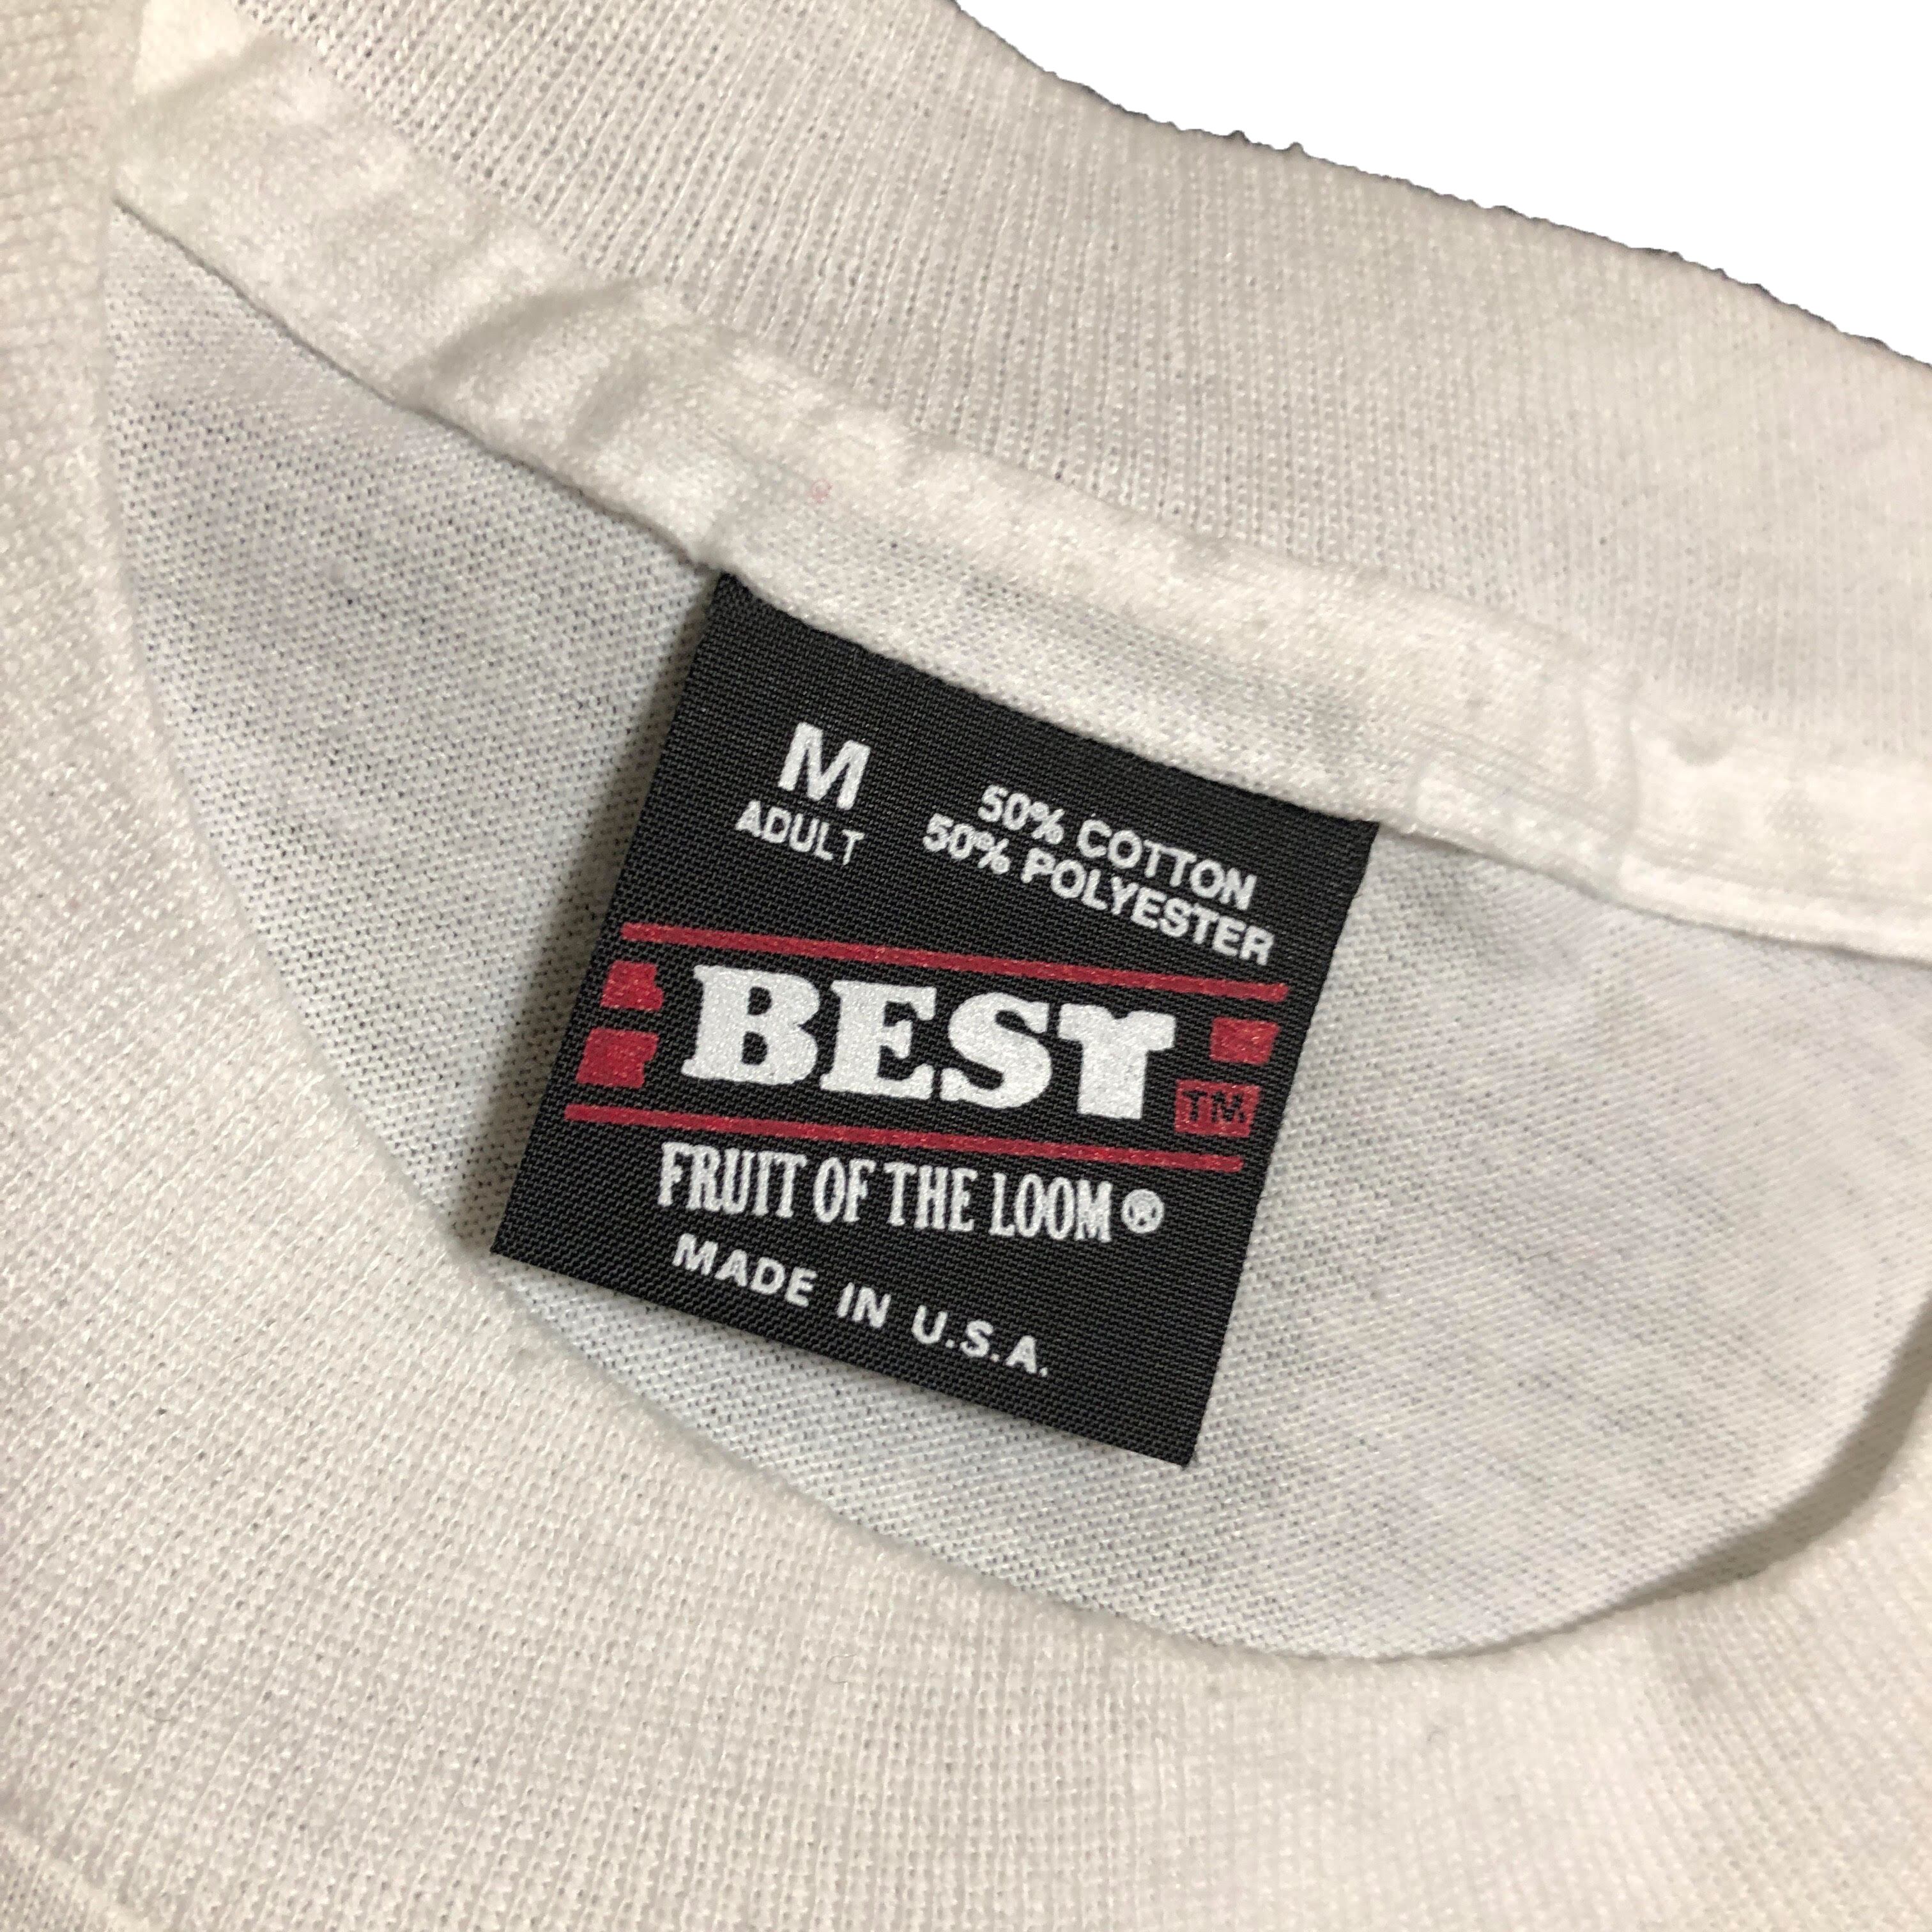 M
ADULT
50% COTTON
50% POLYESTER
BEST
TM
FRUIT OF THE LOOM®
MADE IN U.S.A.